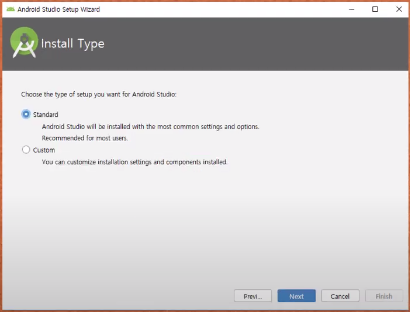 Android Studio Setup Wizard
Install Type
Choose the type of setup you want for Android Studio:
Standard
Android Studio will be installed with the most common settings and options.
Recommended for most users.
Custom
You can customize installation settings and components installed.
Previ... Next Cancel Finish